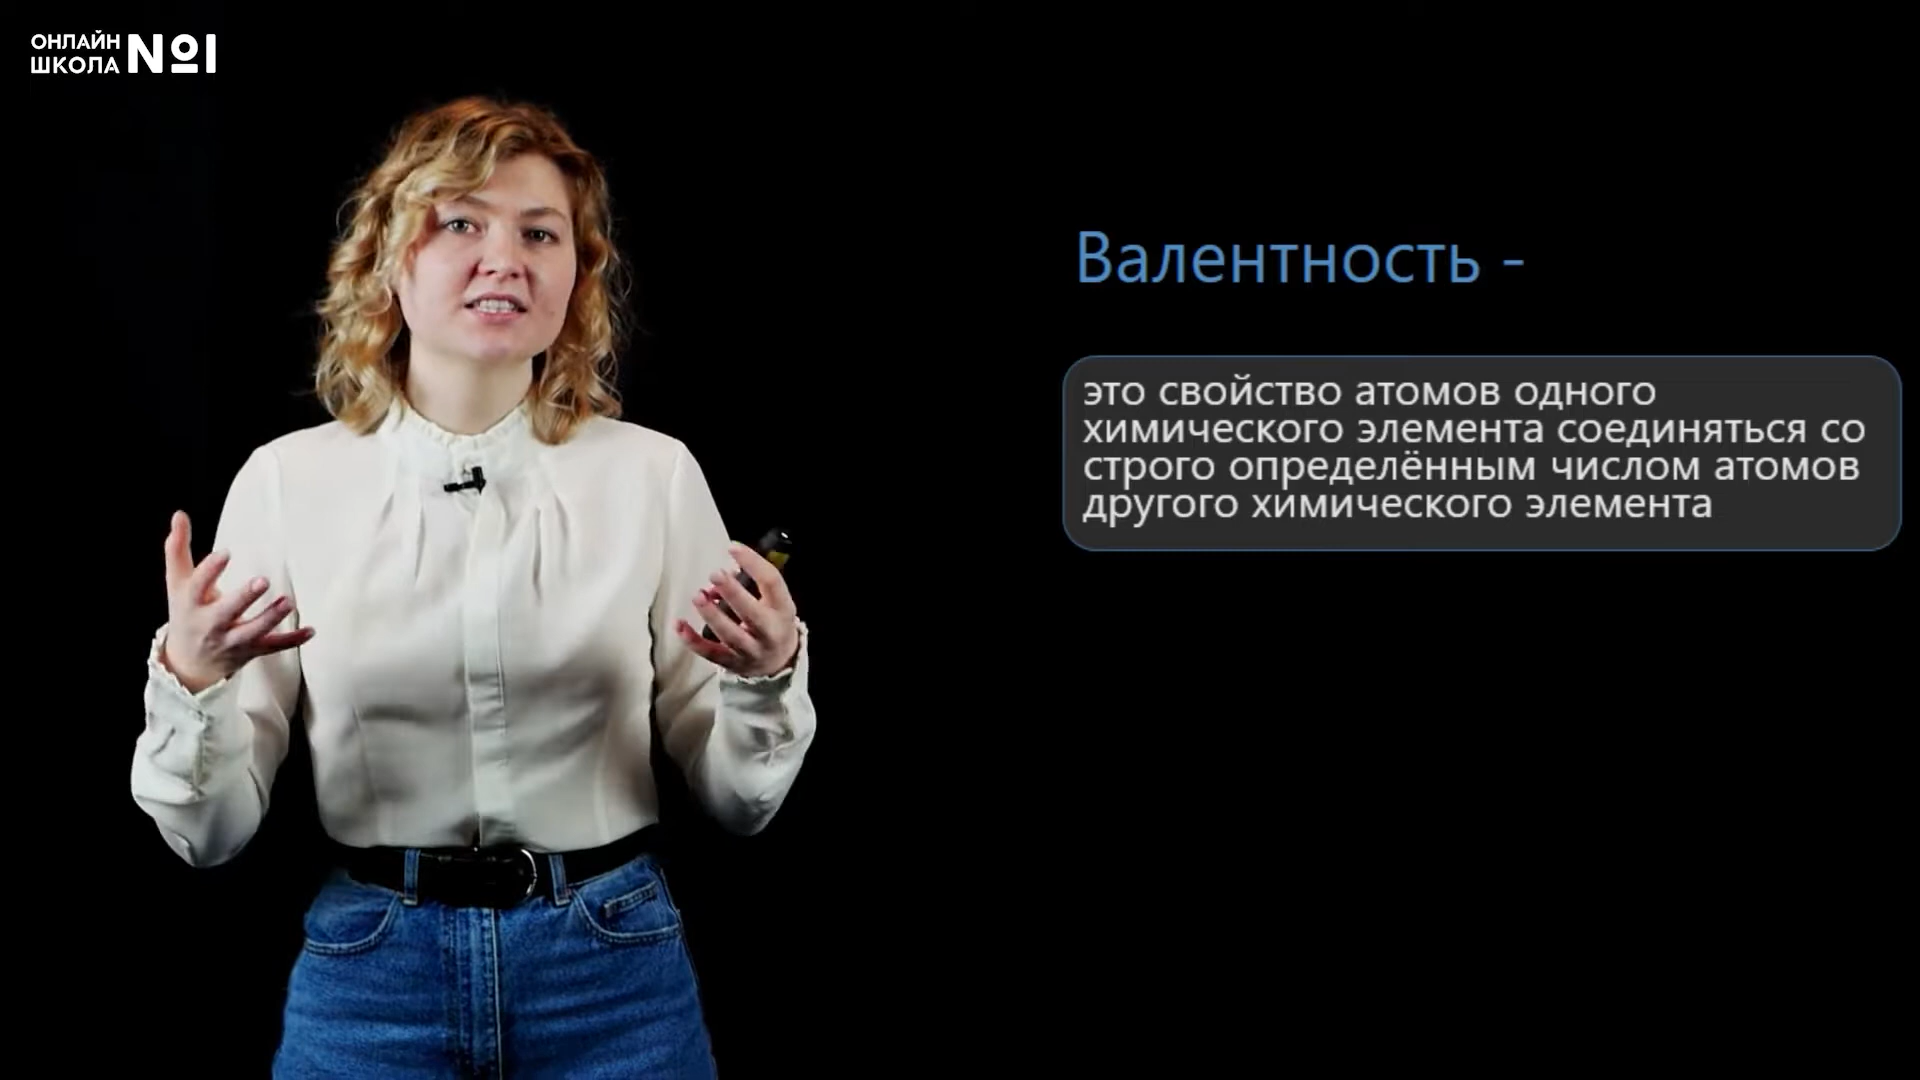 ОНЛАЙН
ШКОЛА №1
Валентность -
это свойство атомов одного
химического элемента соединяться со
строго определённым числом атомов
другого химического элемента